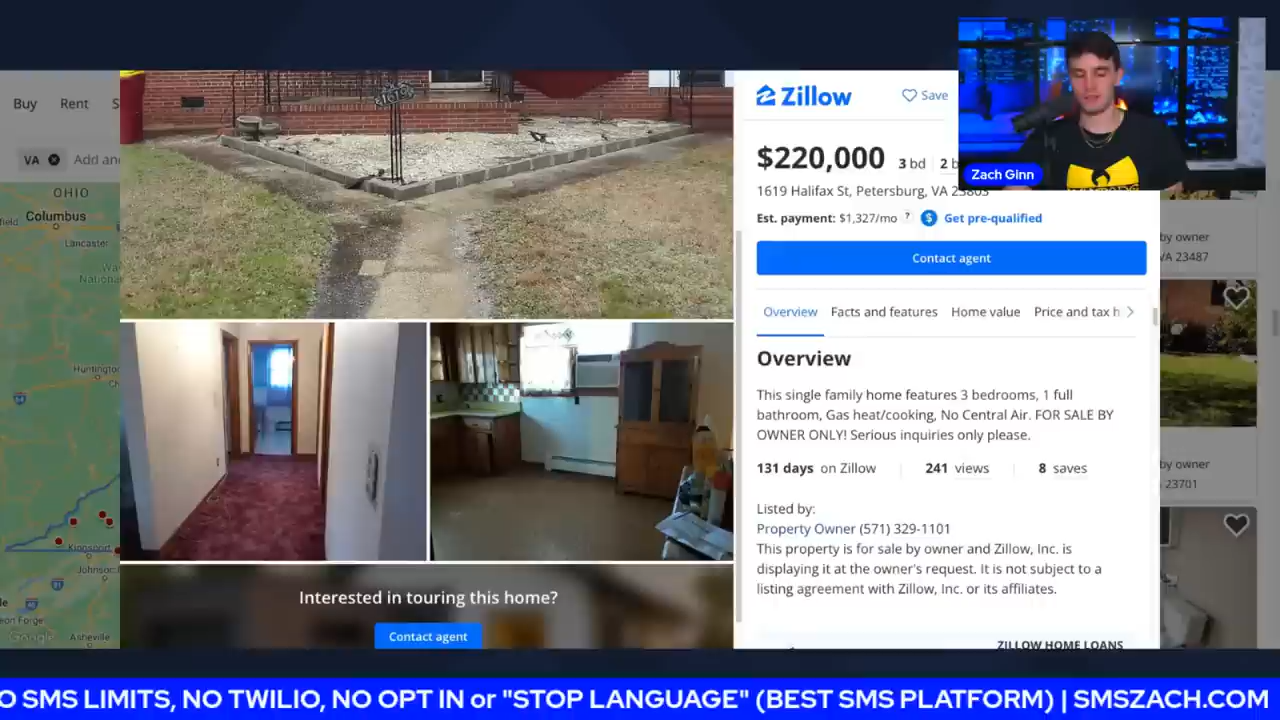 Buy
Rent
S
VA
Add an
OHIO
Columbus
Lancaster
Huntington
Kingsport
Johnson
Asheville
Google
1619
Interested in touring this home?
Contact agent
Zillow
Save
$220,000 3 bd 2 b
1619 Halifax St, Petersburg, VA 23803
Est. payment: $1,327/mo ? $ Get pre-qualified
Contact agent
Overview
Facts and features
Home value
Price and tax h
Overview
This single family home features 3 bedrooms, 1 full
bathroom, Gas heat/cooking, No Central Air. FOR SALE BY
OWNER ONLY! Serious inquiries only please.
131 days on Zillow
241 views
8 saves
Listed by:
Property Owner (571) 329-1101
This property is for sale by owner and Zillow, Inc. is
displaying it at the owner's request. It is not subject to a
listing agreement with Zillow, Inc. or its affiliates.
ZILLOW HOME LOANS
Zach Ginn
by owner
VA 23487
by owner
23701
O SMS LIMITS, NO TWILIO, NO OPT IN or "STOP LANGUAGE" (BEST SMS PLATFORM) | SMSZACH.COM